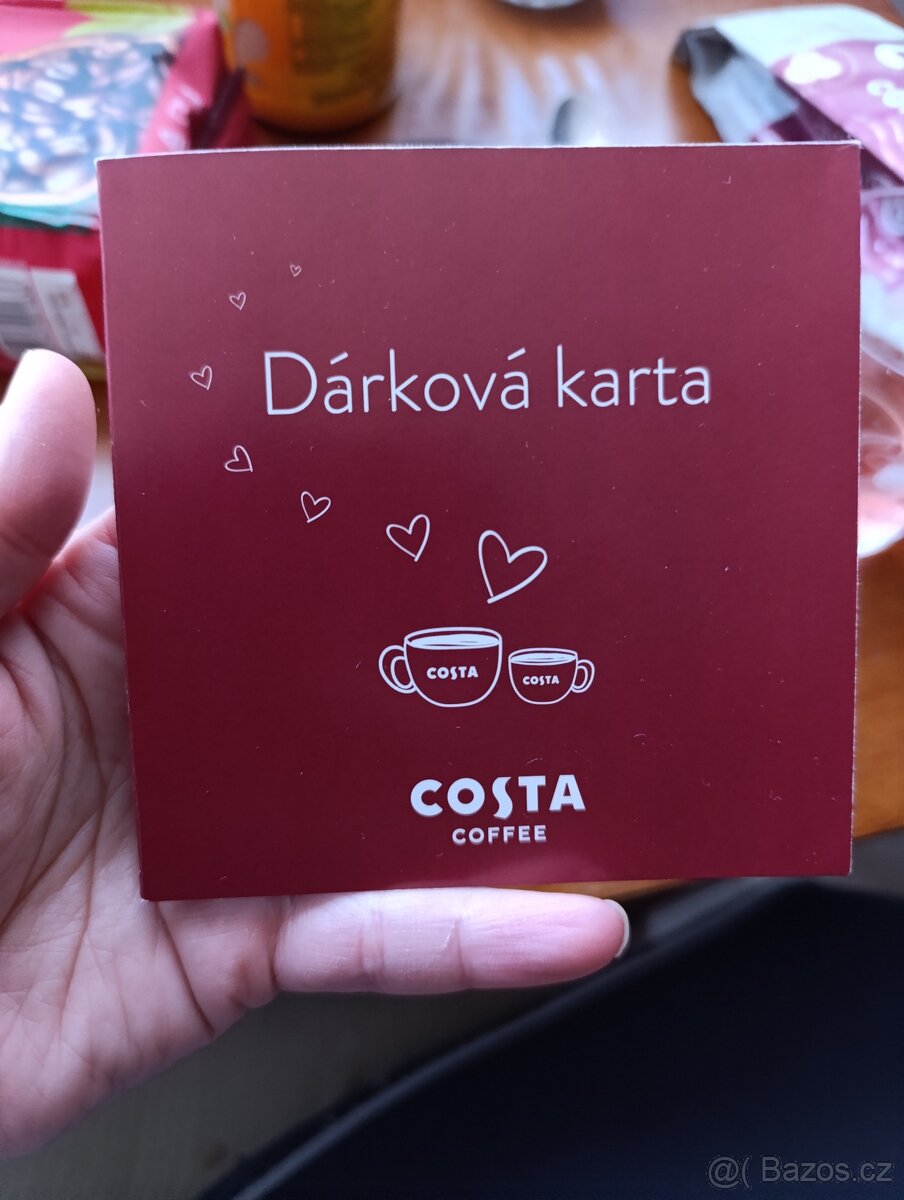 Dárková karta
COSTA
COSTA
COSTA
COFFEE
@( Bazos.cz